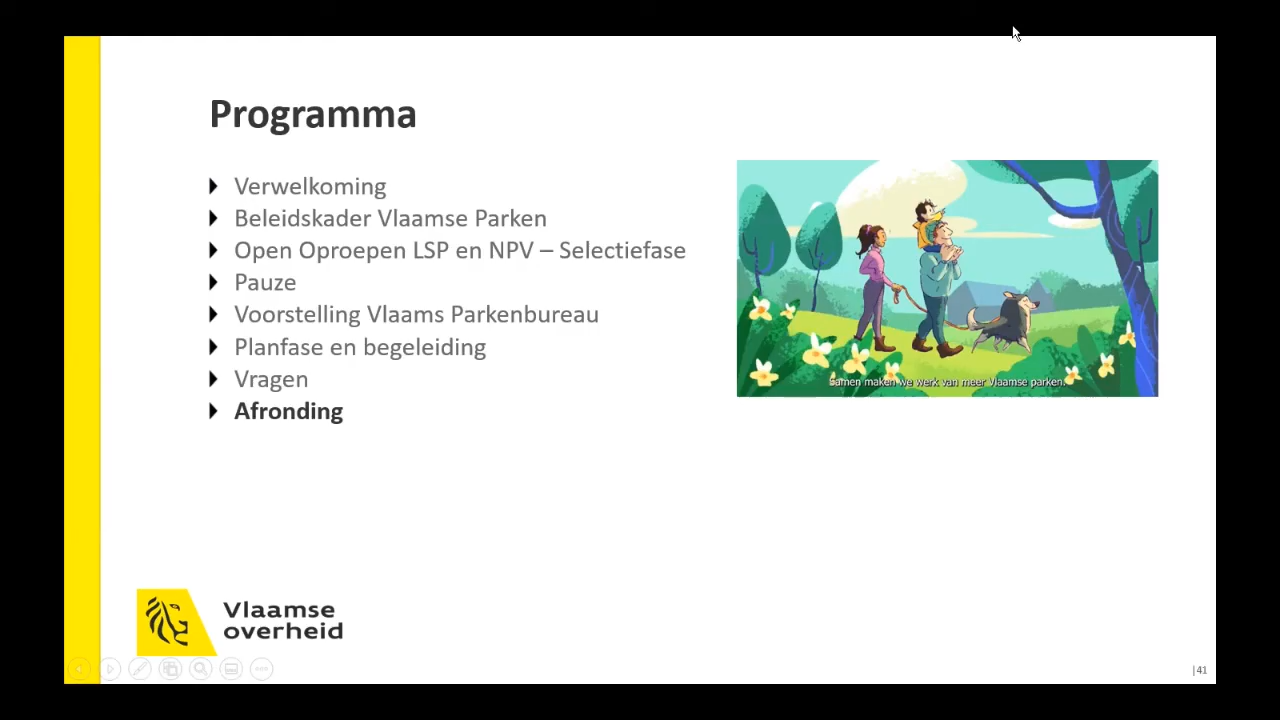 Programma
Verwelkoming
Beleidskader Vlaamse Parken
Open Oproepen LSP en NPV – Selectiefase
Pauze
Voorstelling Vlaams Parkenbureau
Planfase en begeleiding
Vragen
Afronding
Samen maken we werk van meer Vlaamse parken.
Vlaamse
overheid
|41